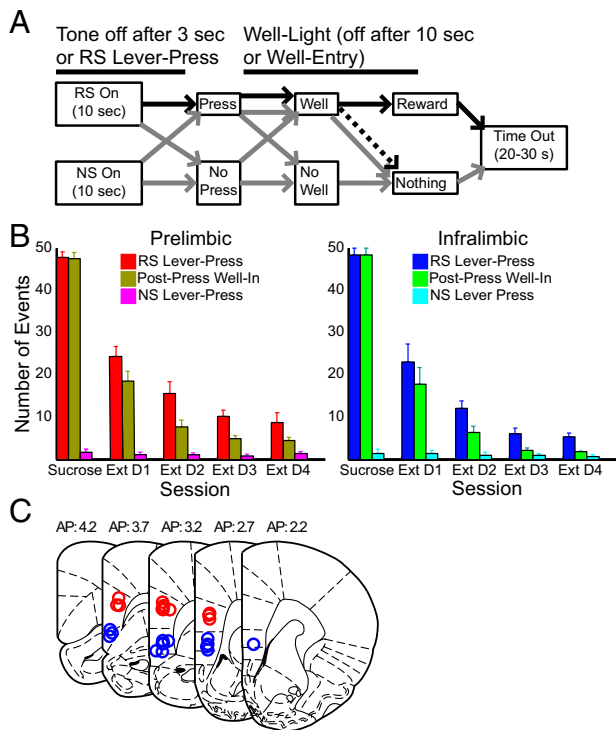 A
Tone off after 3 sec
or RS Lever-Press
Well-Light (off after 10 sec
or Well-Entry)
RS On
(10 sec)
Press
Well
Reward
Time Out
(20-30 s)
NS On
(10 sec)
No
Press
No
Well
Nothing
B
Prelimbic
RS Lever-Press
Post-Press Well-In
NS Lever-Press
Number of Events
50
40
30
20
10
Sucrose Ext D1 Ext D2 Ext D3 Ext D4
Session
Infralimbic
RS Lever-Press
Post-Press Well-In
NS Lever Press
50
40
30
20
10
Sucrose Ext D1 Ext D2 Ext D3 Ext D4
Session
C
AP: 4.2 AP: 3.7 AP: 3.2 AP: 2.7 AP: 2.2